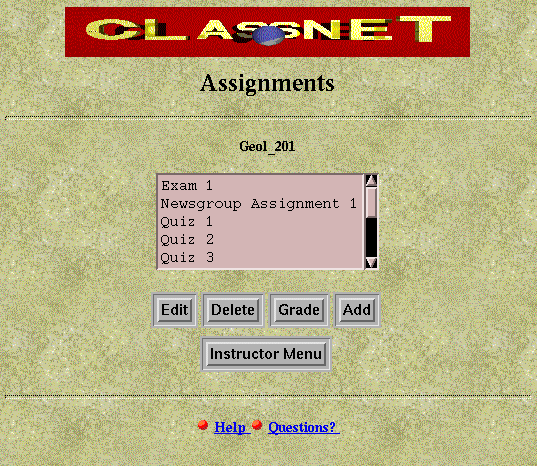 CLASSNET
Assignments
Geol_201
Exam 1
Newsgroup Assignment 1
Quiz 1
Quiz 2
Quiz 3
Edit Delete Grade Add
Instructor Menu
Help Questions?